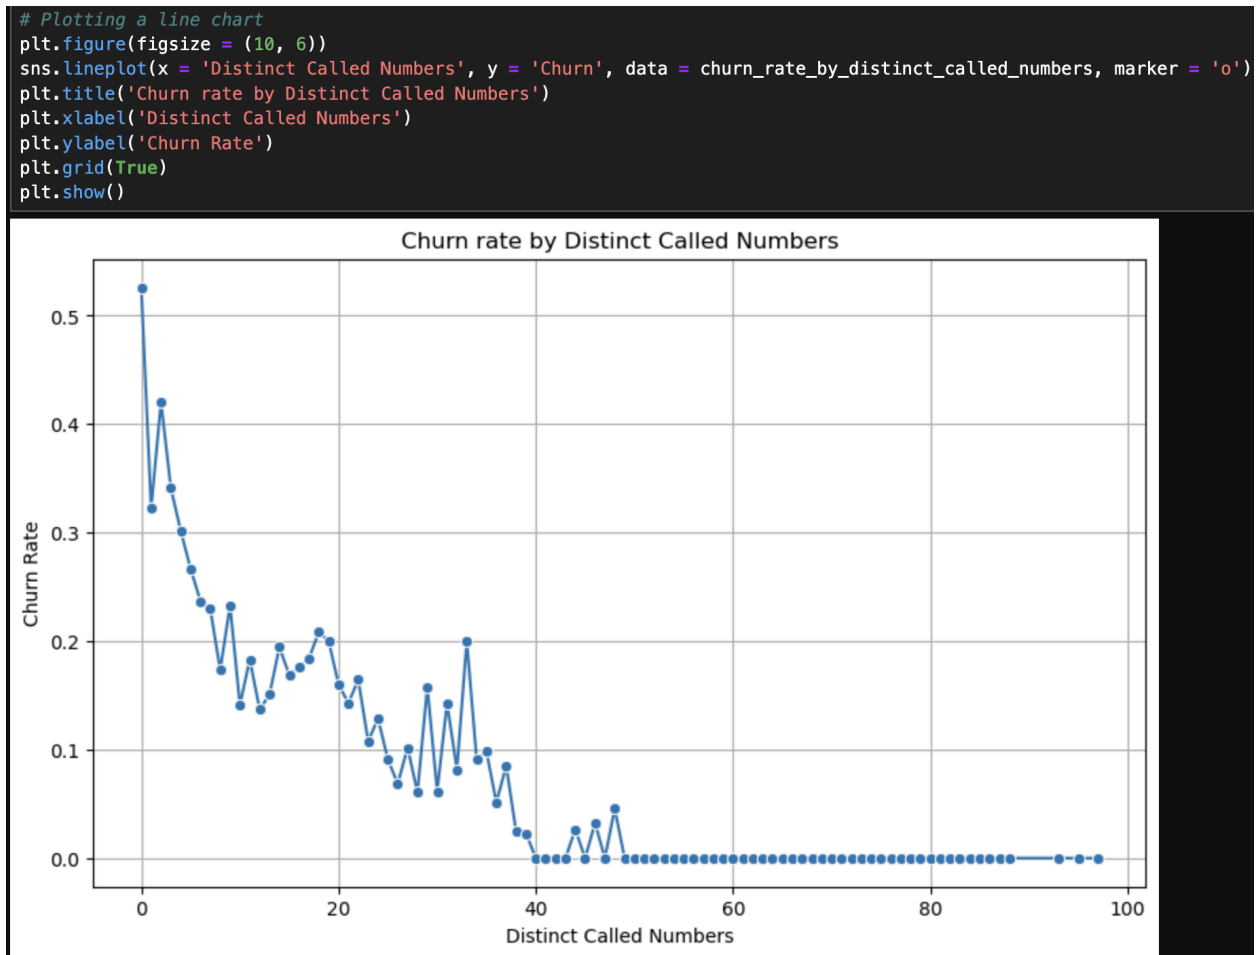 # Plotting a line chart
plt.figure(figsize = (10, 6))
sns.lineplot(x = 'Distinct Called Numbers', y = 'Churn', data = churn_rate_by_distinct_called_numbers, marker = 'o')
plt.title('Churn rate by Distinct Called Numbers')
plt.xlabel('Distinct Called Numbers')
plt.ylabel('Churn Rate')
plt.grid(True)
plt.show()
Churn rate by Distinct Called Numbers
0.5
0.4
0.3
0.2
0.1
0.0
Churn Rate
0 20 40 60 80 100
Distinct Called Numbers